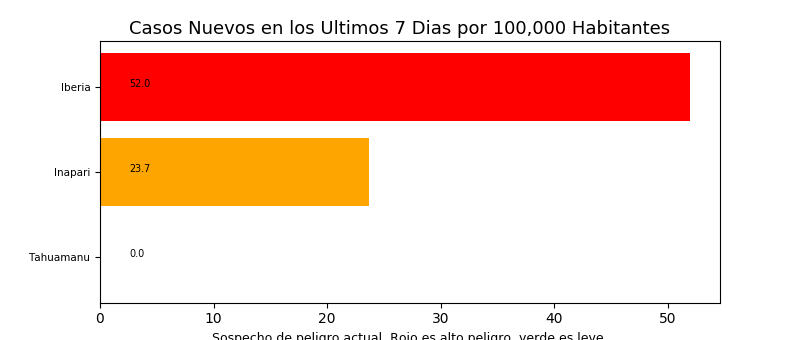 Casos Nuevos en los Ultimos 7 Dias por 100,000 Habitantes
Iberia
52.0
Inapari
23.7
Tahuamanu
0.0
0 10 20 30 40 50
Sospecho de peligro actual. Rojo es alto peligro, verde es leve